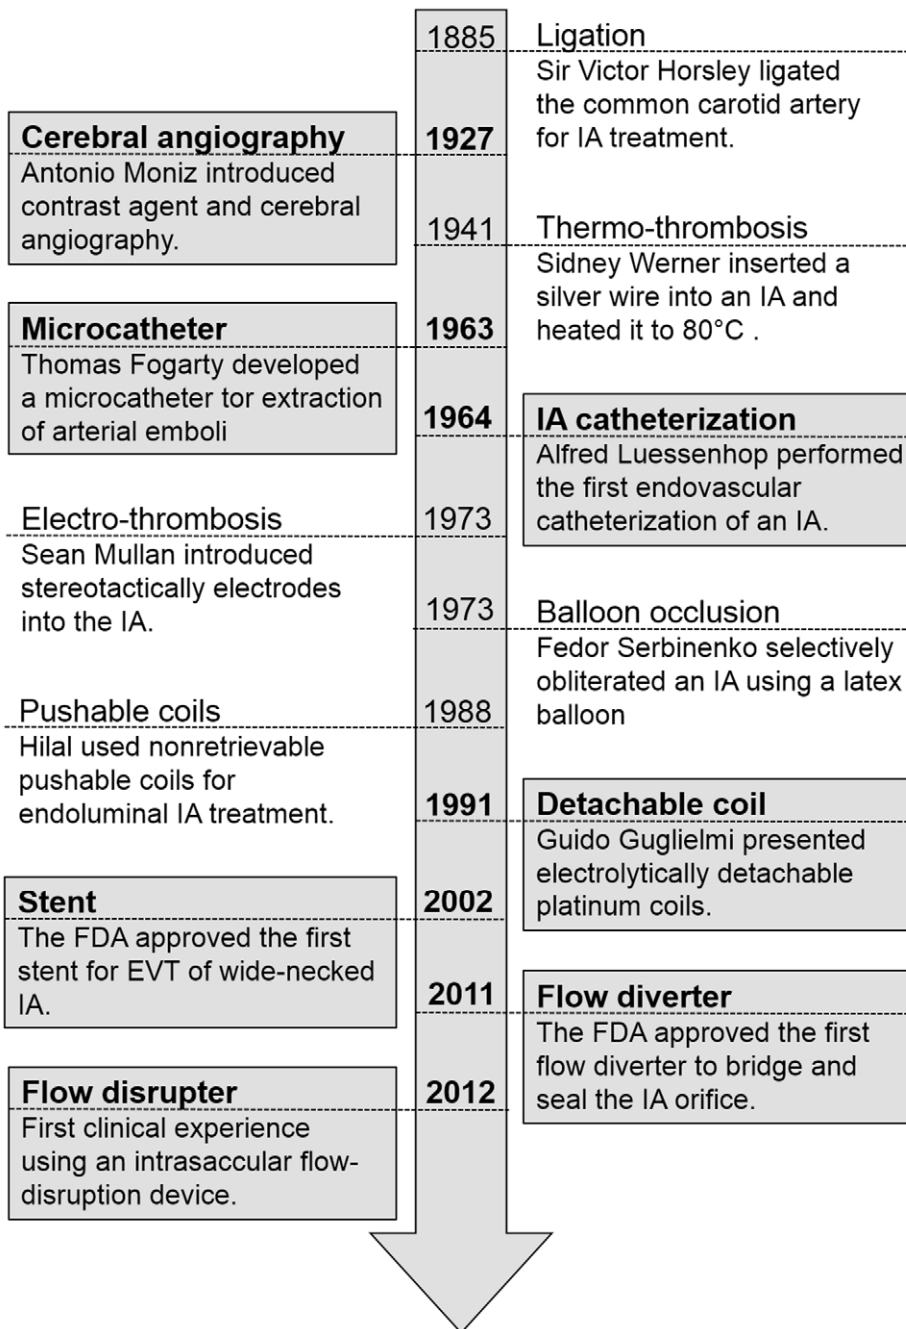 1885
Ligation
Sir Victor Horsley ligated
the common carotid artery
for IA treatment.
Cerebral angiography
1927
Antonio Moniz introduced
contrast agent and cerebral
angiography.
1941
Thermo-thrombosis
Sidney Werner inserted a
silver wire into an IA and
heated it to 80°C .
Microcatheter
1963
Thomas Fogarty developed
a microcatheter tor extraction
of arterial emboli
1964
IA catheterization
Alfred Luessenhop performed
the first endovascular
catheterization of an IA.
Electro-thrombosis
1973
Sean Mullan introduced
stereotactically electrodes
into the IA.
1973
Balloon occlusion
Fedor Serbinenko selectively
obliterated an IA using a latex
balloon
Pushable coils
1988
Hilal used nonretrievable
pushable coils for
endoluminal IA treatment.
1991
Detachable coil
Guido Guglielmi presented
electrolytically detachable
platinum coils.
Stent
2002
The FDA approved the first
stent for EVT of wide-necked
IA.
2011
Flow diverter
The FDA approved the first
flow diverter to bridge and
seal the IA orifice.
Flow disrupter
2012
First clinical experience
using an intrasaccular flow-
disruption device.